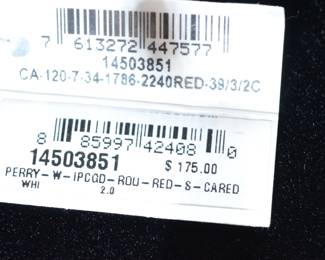 7 613272 447577
14503851
CA-120-7-34-1786-2240RED-39/3/2C
8 85997 42408 0
14503851 $ 175.00
PERRY-W-IPCGD-ROU-RED-S-CARED
WHI 2.0